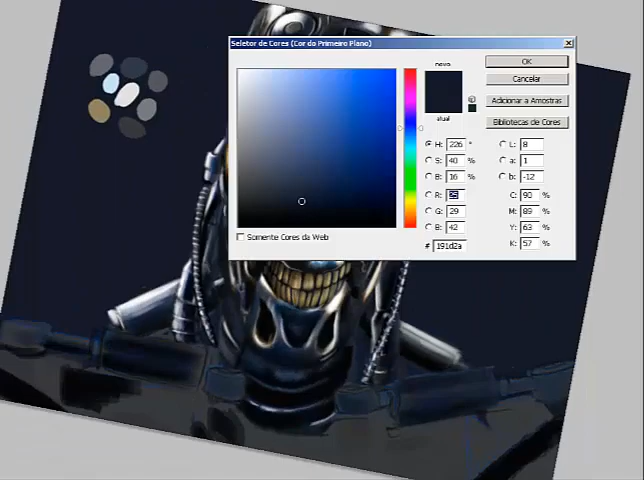 Seletor de Cores (Cor do Primeiro Plano)
novo
atual
OK
Cancelar
Adicionar a Amostras
Bibliotecas de Cores
H: 226 °
S: 40 %
B: 16 %
R: 25
G: 29
B: 42
# 191d2a
L: 8
a: 1
b: -12
C: 90 %
M: 89 %
Y: 63 %
K: 57 %
Somente Cores da Web